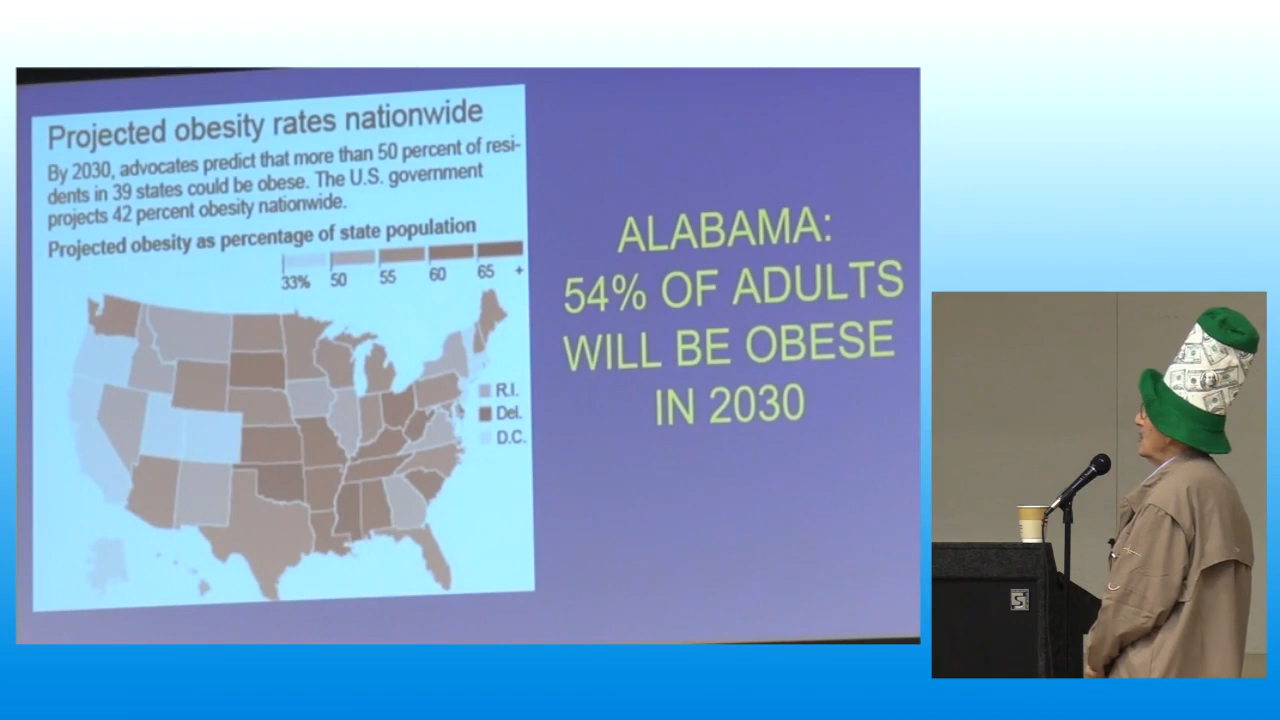 Projected obesity rates nationwide
By 2030, advocates predict that more than 50 percent of resi-
dents in 39 states could be obese. The U.S. government
projects 42 percent obesity nationwide.
Projected obesity as percentage of state population
33% 50 55 60 65 +
R.I.
Del.
D.C.
ALABAMA:
54% OF ADULTS
WILL BE OBESE
IN 2030